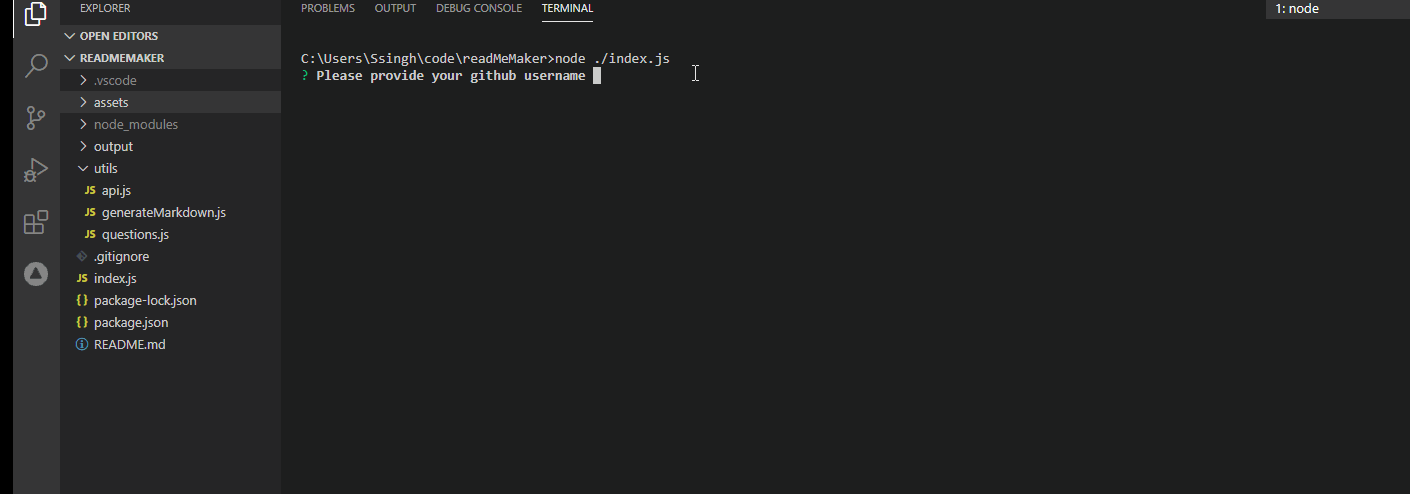 EXPLORER
OPEN EDITORS
READMEMAKER
.vscode
assets
node_modules
output
utils
JS api.js
JS generateMarkdown.js
JS questions.js
.gitignore
JS index.js
{} package-lock.json
{} package.json
README.md
PROBLEMS OUTPUT DEBUG CONSOLE TERMINAL
1: node
C:\Users\Ssingh\code\readMeMaker>node ./index.js
? Please provide your github username